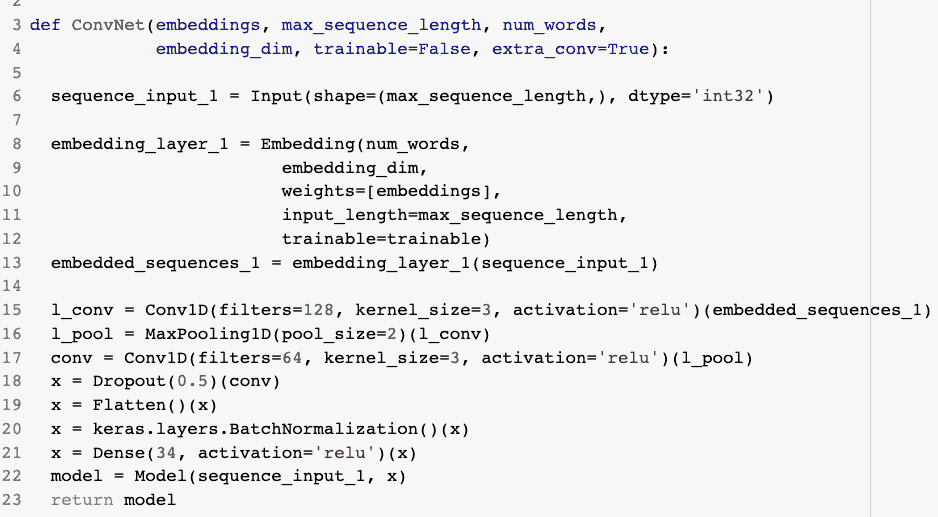 2
3 def ConvNet(embeddings, max_sequence_length, num_words,
4             embedding_dim, trainable=False, extra_conv=True):
5
6   sequence_input_1 = Input(shape=(max_sequence_length,), dtype='int32')
7
8   embedding_layer_1 = Embedding(num_words,
9                         embedding_dim,
10                         weights=[embeddings],
11                         input_length=max_sequence_length,
12                         trainable=trainable)
13   embedded_sequences_1 = embedding_layer_1(sequence_input_1)
14
15   l_conv = Conv1D(filters=128, kernel_size=3, activation='relu')(embedded_sequences_1)
16   l_pool = MaxPooling1D(pool_size=2)(l_conv)
17   conv = Conv1D(filters=64, kernel_size=3, activation='relu')(l_pool)
18   x = Dropout(0.5)(conv)
19   x = Flatten()(x)
20   x = keras.layers.BatchNormalization()(x)
21   x = Dense(34, activation='relu')(x)
22   model = Model(sequence_input_1, x)
23   return model